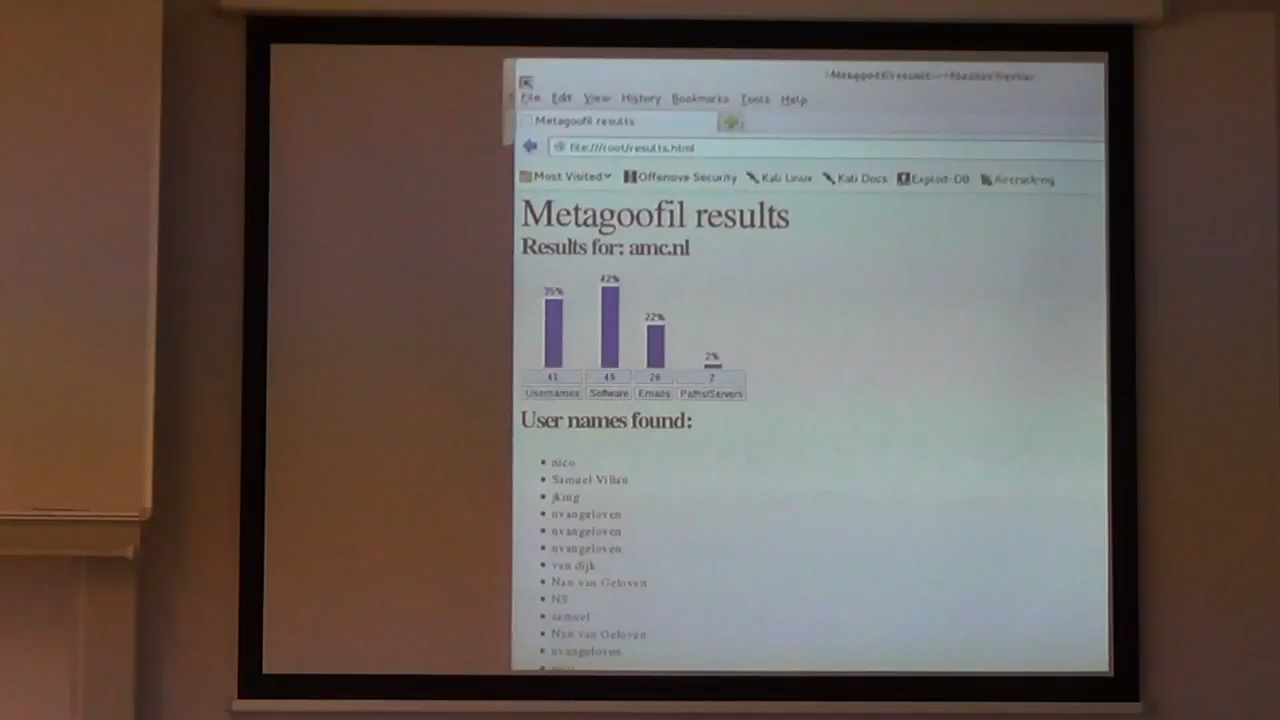 File Edit View History Bookmarks Tools Help
Metagoofil results
file:///root/results.html
Most Visited Offensive Security Kali Linux Kali Docs Exploit-DB Aircrack-ng
Metagoofil results
Results for: amc.nl
35% 42% 22% 2%
41 49 26 2
Usernames Software Emails Paths/Servers
User names found:
nico
Samuel Villan
jking
nvangeloven
nvangeloven
nvangeloven
van dijk
Nan van Geloven
NS
samuel
Nan van Geloven
nvangeloven